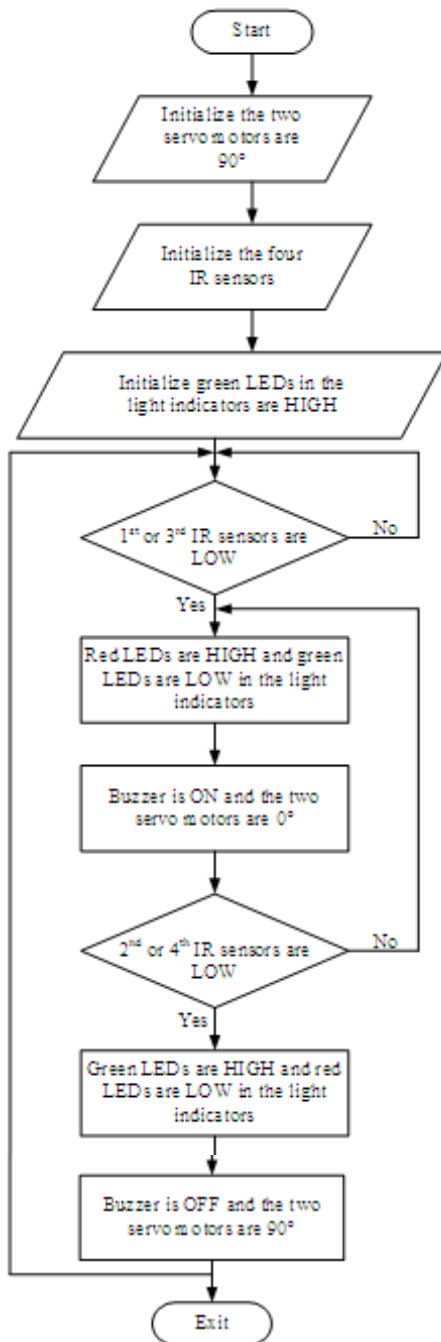 Start
Initialize the two
servo motors are
90°
Initialize the four
IR sensors
Initialize green LEDs in the
light indicators are HIGH
1st or 3rd IR sensors are
LOW
No
Yes
Red LEDs are HIGH and green
LEDs are LOW in the light
indicators
Buzzer is ON and the two
servo motors are 0°
2nd or 4th IR sensors are
LOW
No
Yes
Green LEDs are HIGH and red
LEDs are LOW in the light
indicators
Buzzer is OFF and the two
servo motors are 90°
Exit